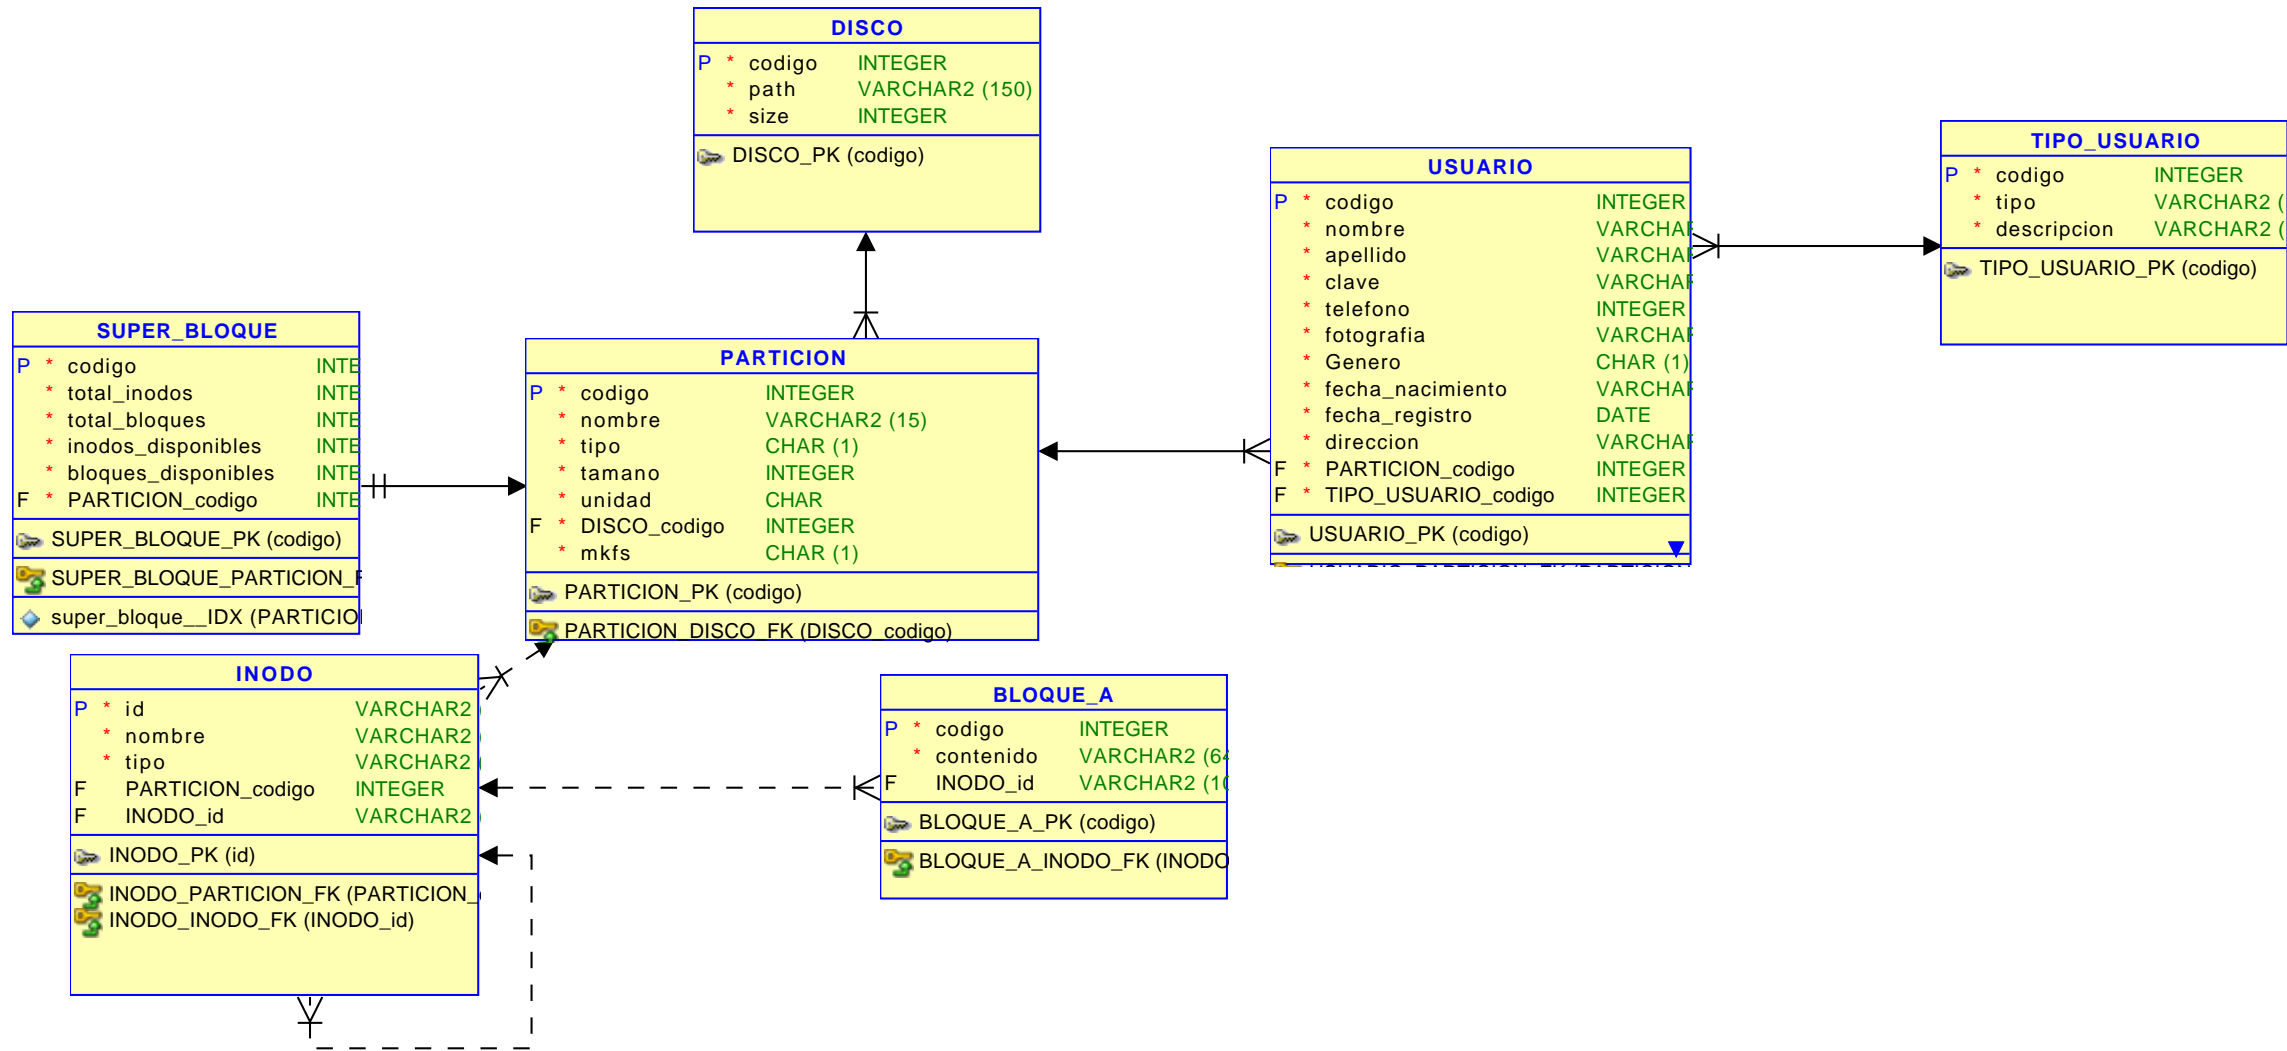 DISCO
P * codigo INTEGER
* path VARCHAR2 (150)
* size INTEGER
DISCO_PK (codigo)
TIPO_USUARIO
P * codigo INTEGER
* tipo VARCHAR2 (
* descripcion VARCHAR2 (
TIPO_USUARIO_PK (codigo)
USUARIO
P * codigo INTEGER
* nombre VARCHAR
* apellido VARCHAR
* clave VARCHAR
* telefono INTEGER
* fotografia VARCHAR
* Genero CHAR (1)
* fecha_nacimiento VARCHAR
* fecha_registro DATE
* direccion VARCHAR
F * PARTICION_codigo INTEGER
F * TIPO_USUARIO_codigo INTEGER
USUARIO_PK (codigo)
SUPER_BLOQUE
P * codigo INTE
* total_inodos INTE
* total_bloques INTE
* inodos_disponibles INTE
* bloques_disponibles INTE
F * PARTICION_codigo INTE
SUPER_BLOQUE_PK (codigo)
SUPER_BLOQUE_PARTICION_F
super_bloque__IDX (PARTICIO
PARTICION
P * codigo INTEGER
* nombre VARCHAR2 (15)
* tipo CHAR (1)
* tamano INTEGER
* unidad CHAR
F * DISCO_codigo INTEGER
* mkfs CHAR (1)
PARTICION_PK (codigo)
PARTICION_DISCO_FK (DISCO_codigo)
INODO
P * id VARCHAR2
* nombre VARCHAR2
* tipo VARCHAR2
F PARTICION_codigo INTEGER
F INODO_id VARCHAR2
INODO_PK (id)
INODO_PARTICION_FK (PARTICION_
INODO_INODO_FK (INODO_id)
BLOQUE_A
P * codigo INTEGER
* contenido VARCHAR2 (64
F INODO_id VARCHAR2 (10
BLOQUE_A_PK (codigo)
BLOQUE_A_INODO_FK (INODO